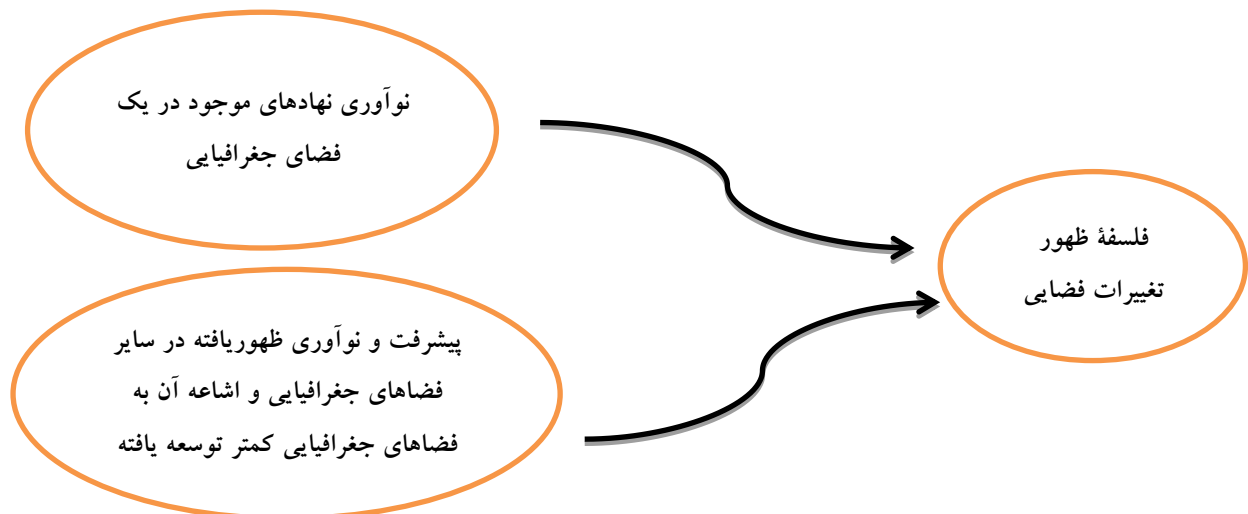 نوآوری نهادهای موجود در یک
فضای جغرافیایی
فلسفهٔ ظهور
تغییرات فضایی
پیشرفت و نوآوری ظهوریافته در سایر
فضاهای جغرافیایی و اشاعه آن به
فضاهای جغرافیایی کمتر توسعه یافته